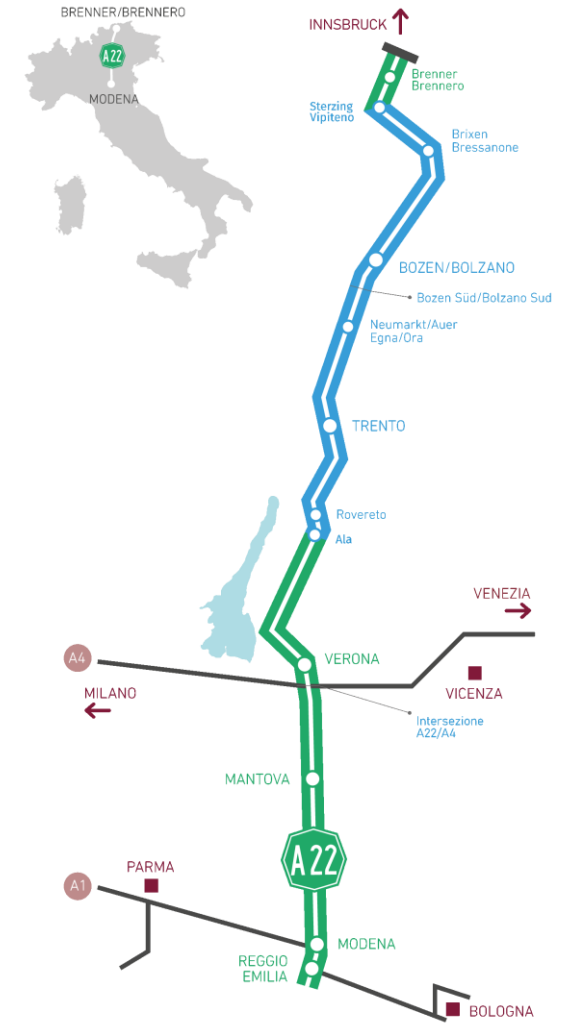 BRENNER/BRENNERO
A22
MODENA
INNSBRUCK
Brenner
Brennero
Sterzing
Vipiteno
Brixen
Bressanone
BOZEN/BOLZANO
Bozen Süd/Bolzano Sud
Neumarkt/Auer
Egna/Ora
TRENTO
Rovereto
Ala
VENEZIA
A4
VERONA
MILANO
VICENZA
Intersezione
A22/A4
MANTOVA
A22
PARMA
A1
MODENA
REGGIO
EMILIA
BOLOGNA